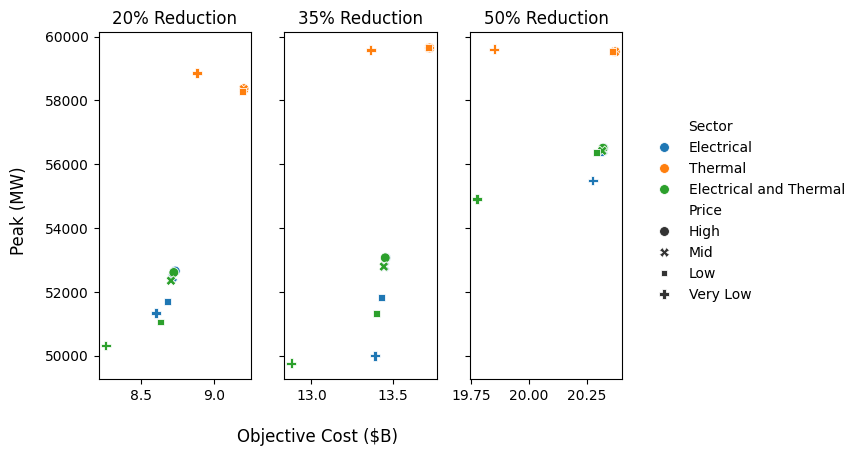 20% Reduction
35% Reduction
50% Reduction
60000
58000
56000
54000
52000
50000
Peak (MW)
8.5
9.0
13.0
13.5
19.75
20.00
20.25
Objective Cost ($B)
Sector
Electrical
Thermal
Electrical and Thermal
Price
High
Mid
Low
Very Low